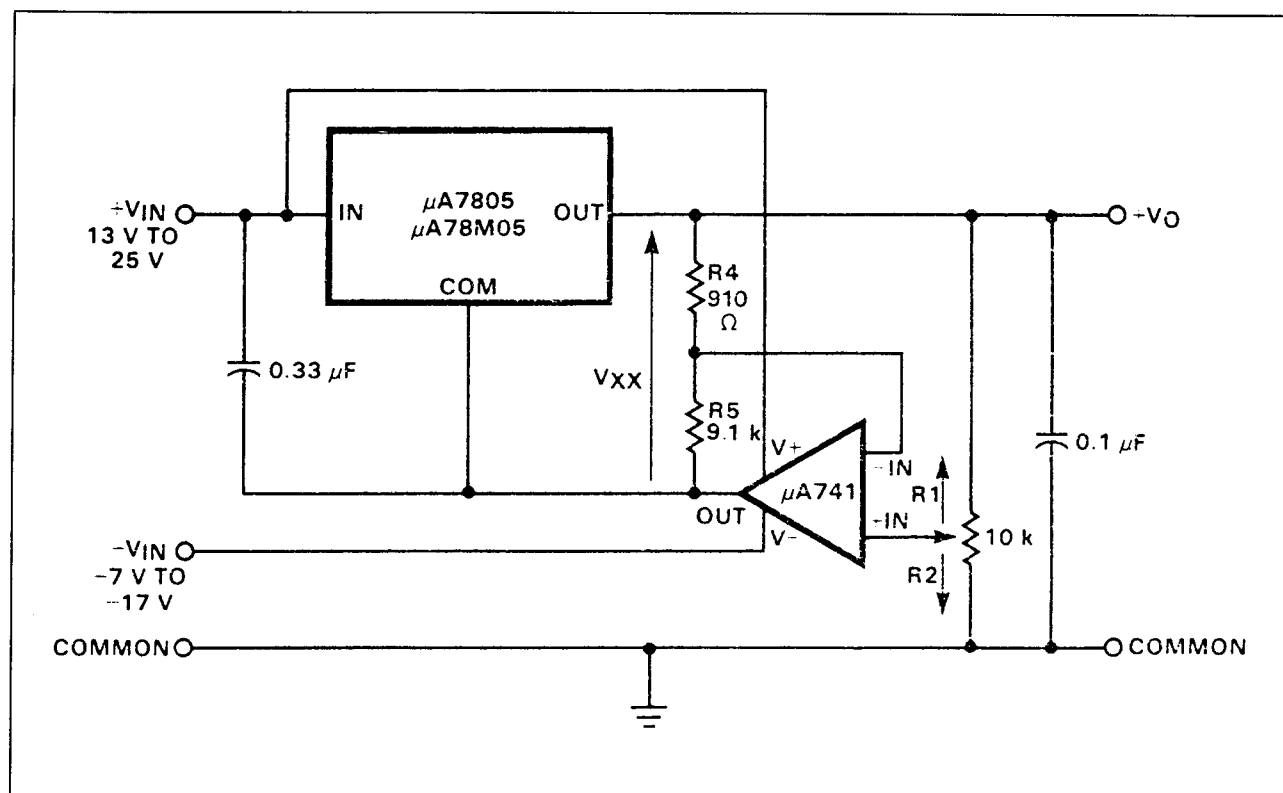 +VIN
13 V TO
25 V
IN
μA7805
μA78M05
OUT
COM
+VO
R4
910
Ω
0.33 μF
VXX
R5
9.1 k
V+
-IN
μA741
OUT
V-
+IN
R1
R2
10 k
0.1 μF
-VIN
-7 V TO
-17 V
COMMON
COMMON